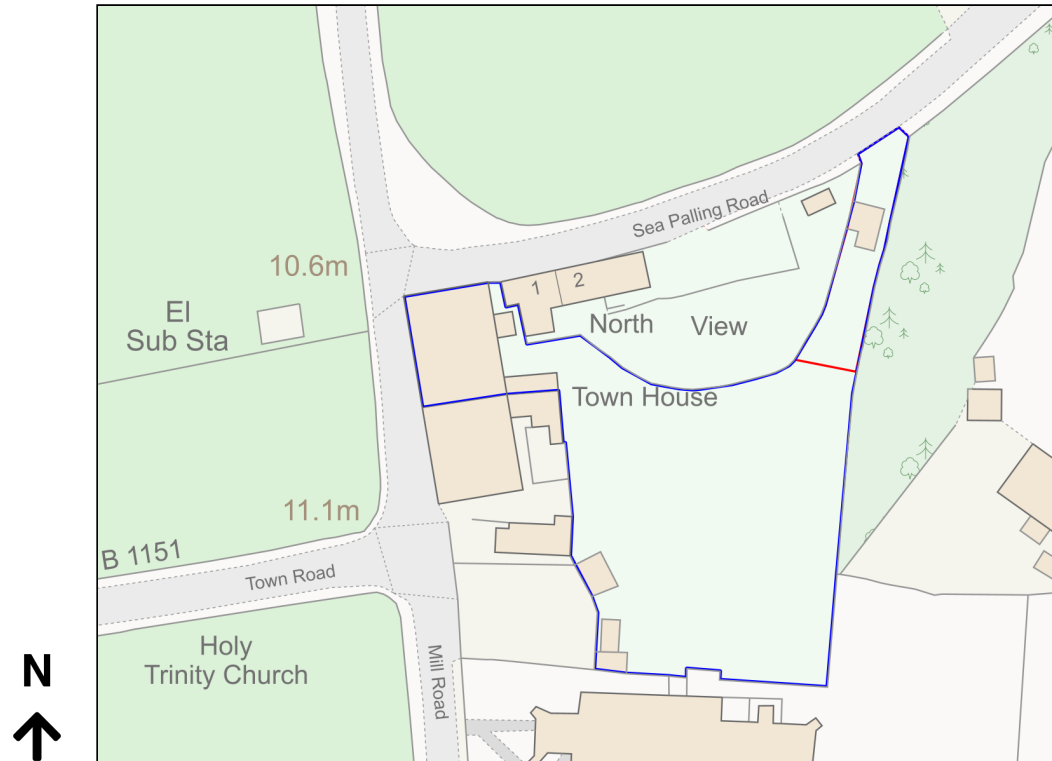 Sea Palling Road
10.6m
1
2
El
Sub Sta
North
View
Town House
11.1m
B 1151
Town Road
Holy
Trinity Church
Mill Road
N